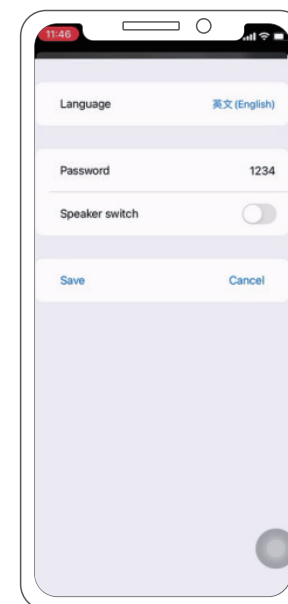 11:46
Language 英文 (English)
Password 1234
Speaker switch
Save Cancel